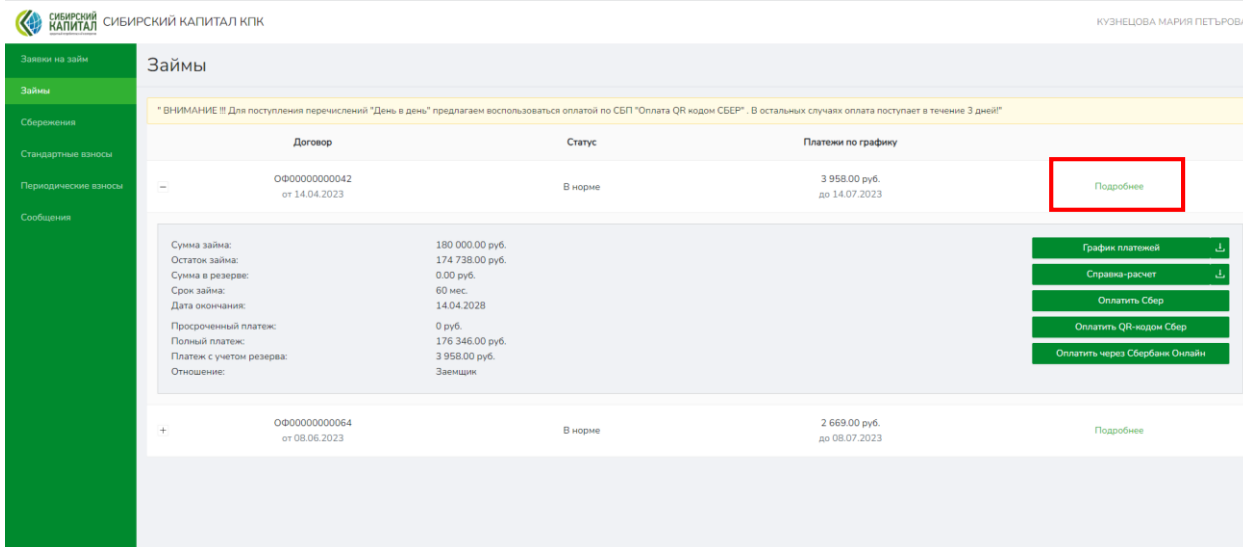 СИБИРСКИЙ
КАПИТАЛ
СИБИРСКИЙ КАПИТАЛ КПК
КУЗНЕЦОВА МАРИЯ ПЕТЪРОВА
Заявки на займ
Займы
Сбережения
Стандартные взносы
Периодические взносы
Сообщения
Займы
" ВНИМАНИЕ !!! Для поступления перечислений "День в день" предлагаем воспользоваться оплатой по СБП "Оплата QR кодом СБЕР" . В остальных случаях оплата поступает в течение 3 дней!"
Договор Статус Платежи по графику
− ОФ00000000042 В норме 3 958.00 руб. Подробнее
от 14.04.2023 до 14.07.2023
Сумма займа: 180 000.00 руб. График платежей
Остаток займа: 174 738.00 руб.
Сумма в резерве: 0.00 руб. Справка-расчет
Срок займа: 60 мес.
Дата окончания: 14.04.2028 Оплатить Сбер
Просроченный платеж: 0 руб. Оплатить QR-кодом Сбер
Полный платеж: 176 346.00 руб.
Платеж с учетом резерва: 3 958.00 руб. Оплатить через Сбербанк Онлайн
Отношение: Заемщик
+ ОФ00000000064 В норме 2 669.00 руб. Подробнее
от 08.06.2023 до 08.07.2023